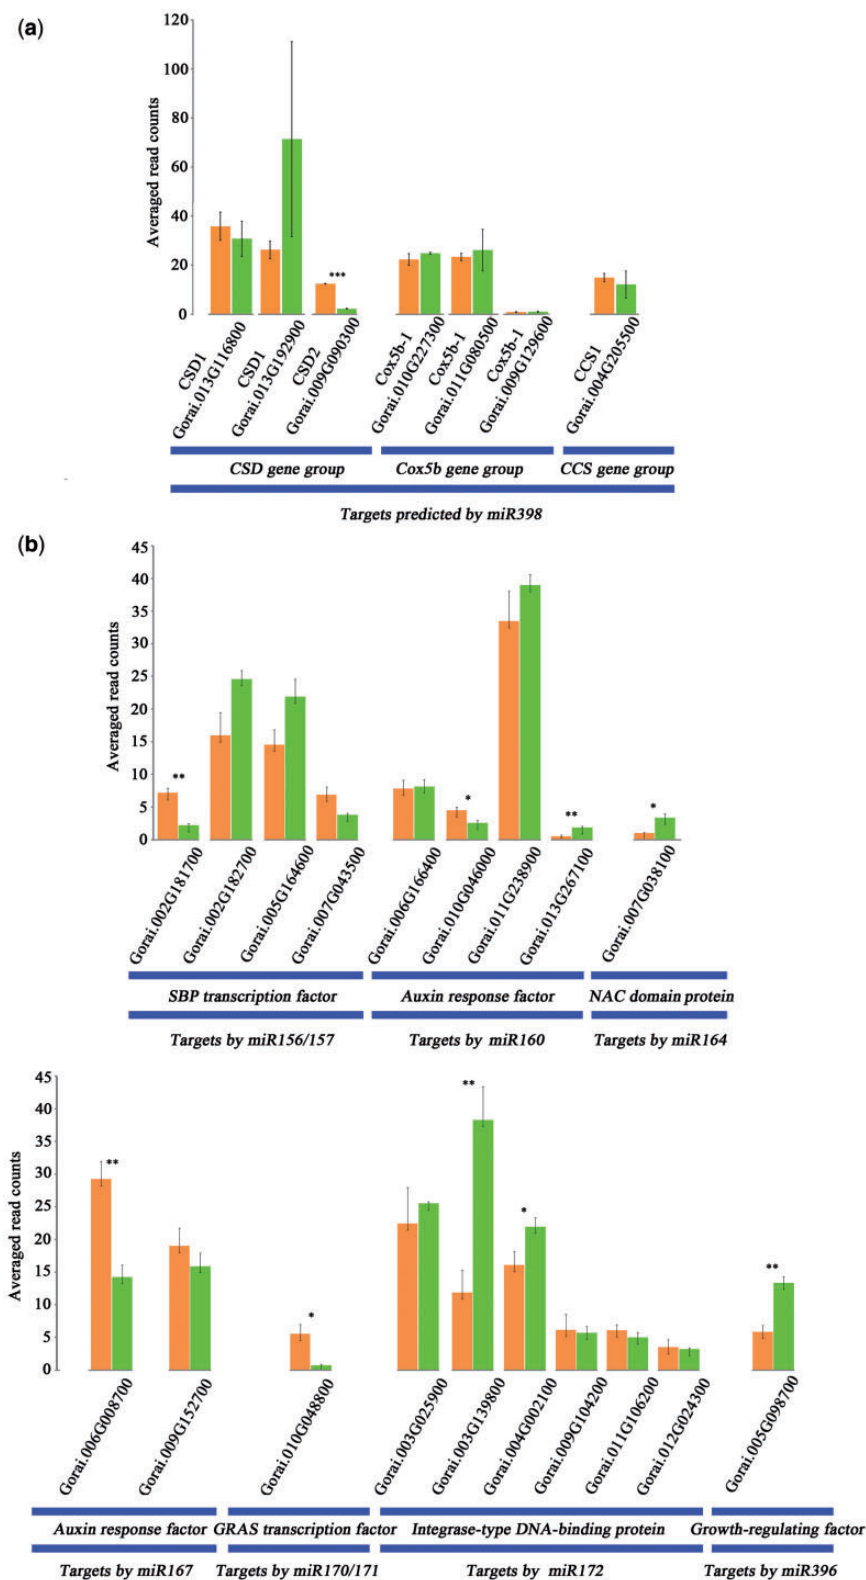 (a)
120
100
80
60
40
20
0
Averaged read counts
***
CSD1
Gorai.013G116800
CSD1
Gorai.013G192900
CSD2
Gorai.009G090300
Cox5b-1
Gorai.010G227300
Cox5b-1
Gorai.011G080500
Cox5b-1
Gorai.009G129600
CCS1
Gorai.004G205500
CSD gene group
Cox5b gene group
CCS gene group
Targets predicted by miR398
(b)
45
40
35
30
25
20
15
10
5
0
Averaged read counts
**
*
**
*
Gorai.002G181700
Gorai.002G182700
Gorai.005G164600
Gorai.007G043500
Gorai.006G166400
Gorai.010G046000
Gorai.011G238900
Gorai.013G267100
Gorai.007G038100
SBP transcription factor
Auxin response factor
NAC domain protein
Targets by miR156/157
Targets by miR160
Targets by miR164
45
40
35
30
25
20
15
10
5
0
Averaged read counts
**
*
**
*
**
Gorai.006G008700
Gorai.009G152700
Gorai.010G048800
Gorai.003G025900
Gorai.003G139800
Gorai.004G002100
Gorai.009G104200
Gorai.011G106200
Gorai.012G024300
Gorai.005G098700
Auxin response factor
GRAS transcription factor
Integrase-type DNA-binding protein
Growth-regulating factor
Targets by miR167
Targets by miR170/171
Targets by miR172
Targets by miR396